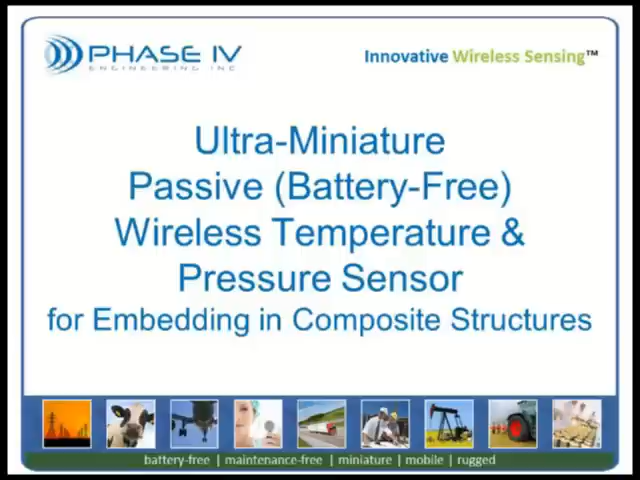 PHASE IV
ENGINEERING INC
Innovative Wireless Sensing™
Ultra-Miniature
Passive (Battery-Free)
Wireless Temperature &
Pressure Sensor
for Embedding in Composite Structures
battery-free | maintenance-free | miniature | mobile | rugged